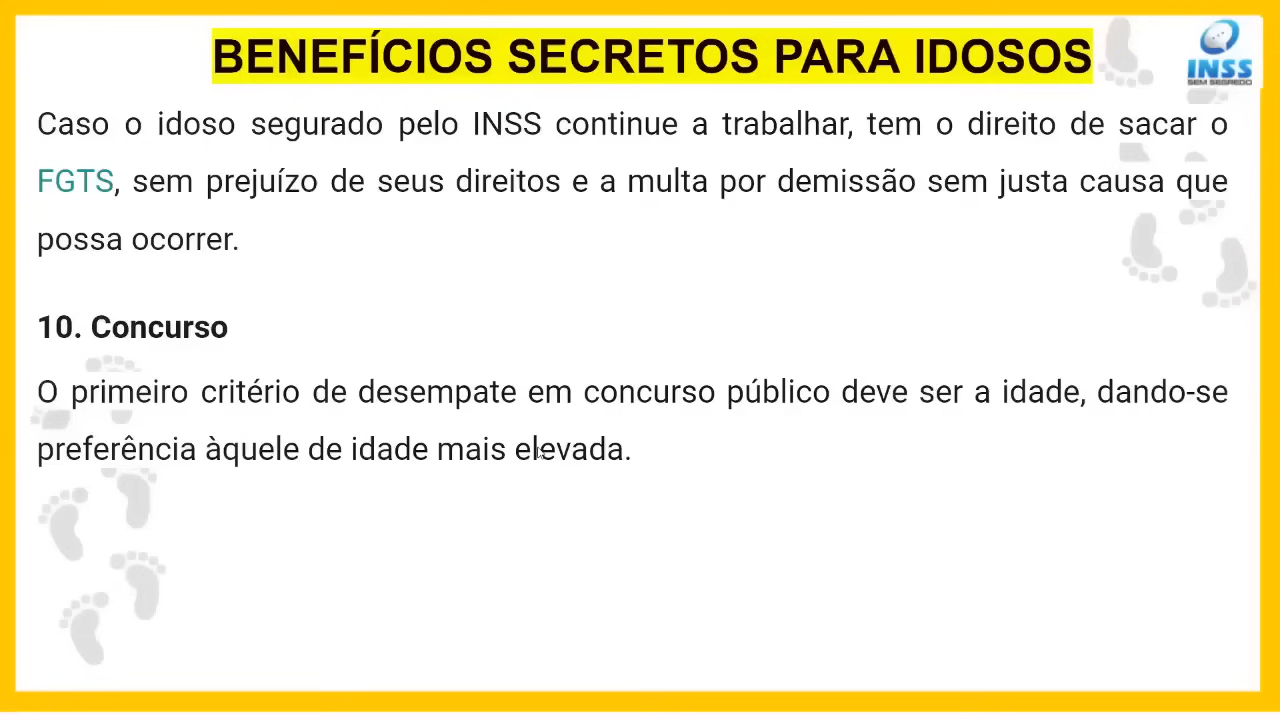 BENEFÍCIOS SECRETOS PARA IDOSOS
INSS
SEM SEGREDO
Caso o idoso segurado pelo INSS continue a trabalhar, tem o direito de sacar o
FGTS, sem prejuízo de seus direitos e a multa por demissão sem justa causa que
possa ocorrer.
10. Concurso
O primeiro critério de desempate em concurso público deve ser a idade, dando-se
preferência àquele de idade mais elevada.